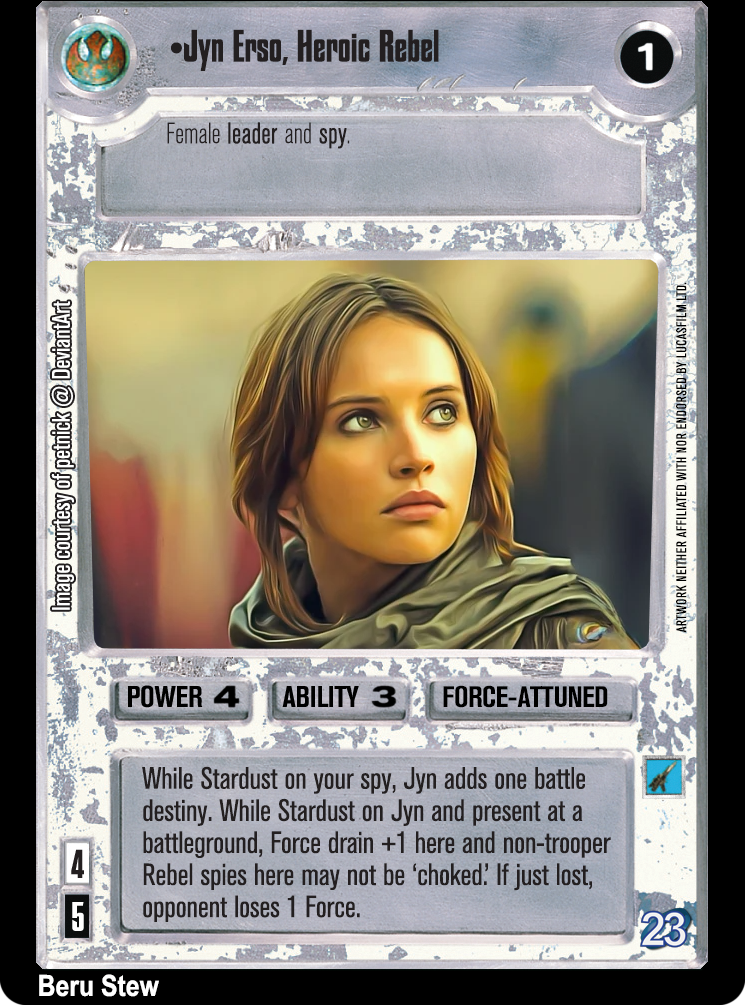 •Jyn Erso, Heroic Rebel
1
Female leader and spy.
Image courtesy of petnick @ DeviantArt
ARTWORK NEITHER AFFILIATED WITH NOR ENDORSED BY LUCASFILM LTD.
POWER 4
ABILITY 3
FORCE-ATTUNED
While Stardust on your spy, Jyn adds one battle
destiny. While Stardust on Jyn and present at a
battleground, Force drain +1 here and non-trooper
Rebel spies here may not be ‘choked.’ If just lost,
opponent loses 1 Force.
4
5
23
Beru Stew